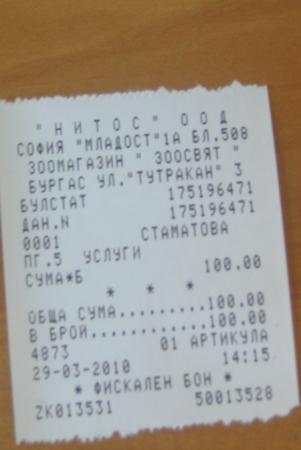 " Н И Т О С " О О Д
СОФИЯ "МЛАДОСТ"1А БЛ.508
ЗООМАГАЗИН " ЗООСВЯТ "
БУРГАС УЛ."ТУТРАКАН" 3
БУЛСТАТ 175196471
ДАН.N 175196471
0001 СТАМАТОВА
ПГ.5 УСЛУГИ
СУМА*Б 100.00
* * *
ОБЩА СУМА.........100.00
В БРОЙ............100.00
4873 01 АРТИКУЛА
29-03-2010 14:15
* ФИСКАЛЕН БОН *
ZK013531 50013528